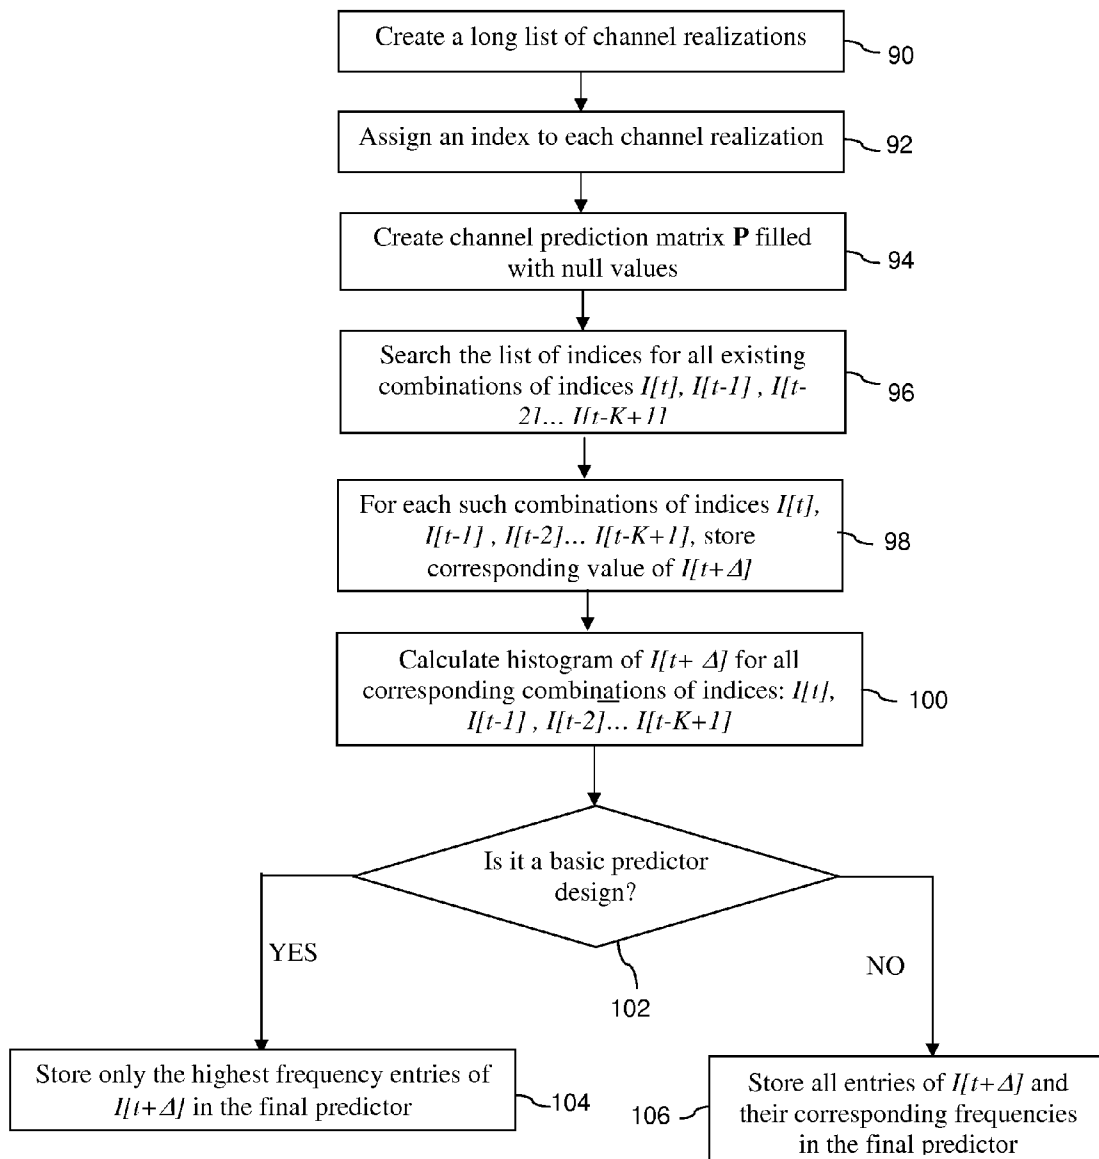 Create a long list of channel realizations
90
Assign an index to each channel realization
92
Create channel prediction matrix P filled
with null values
94
Search the list of indices for all existing
combinations of indices I[t], I[t-1] , I[t-
2]... I[t-K+1]
96
For each such combinations of indices I[t],
I[t-1] , I[t-2]... I[t-K+1], store
corresponding value of I[t+Δ]
98
Calculate histogram of I[t+ Δ] for all
corresponding combinations of indices: I[t],
I[t-1] , I[t-2]... I[t-K+1]
100
Is it a basic predictor
design?
102
YES
NO
Store only the highest frequency entries of
I[t+Δ] in the final predictor
104
Store all entries of I[t+Δ] and
their corresponding frequencies
in the final predictor
106